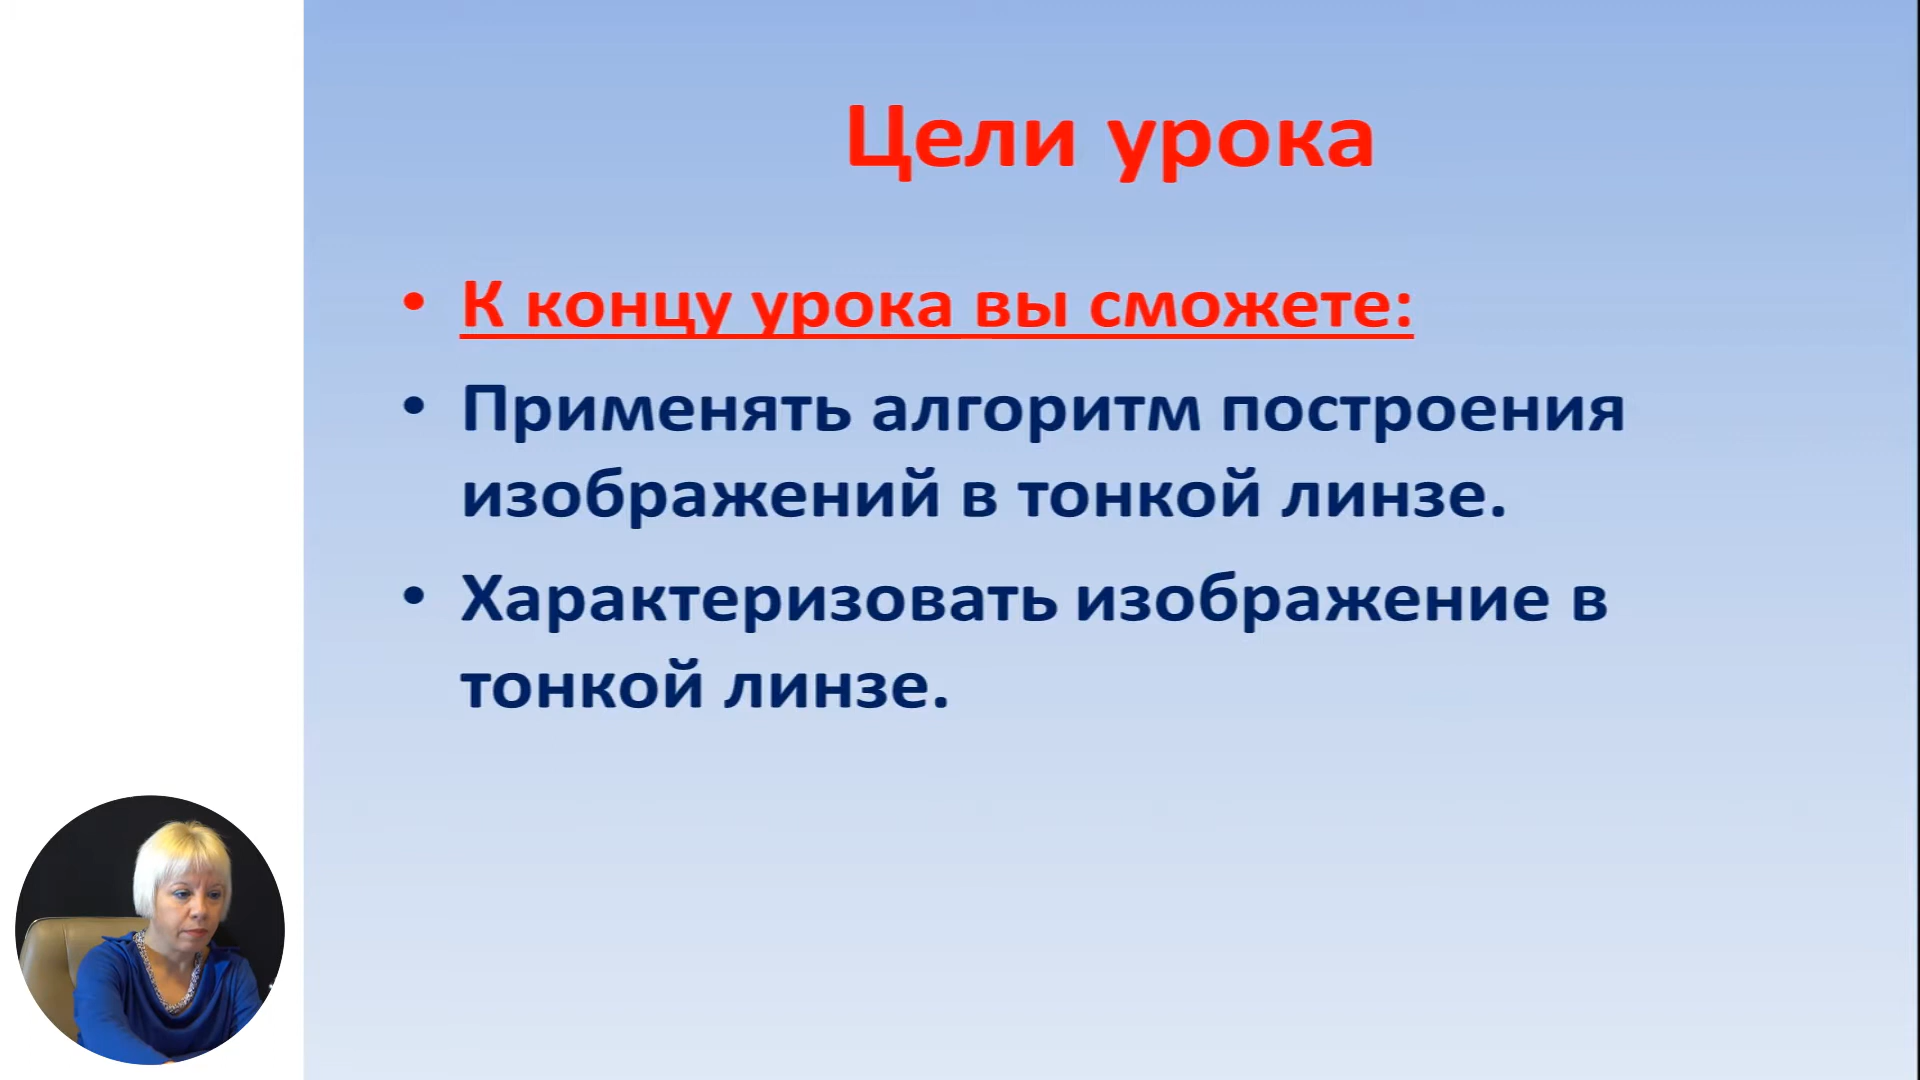 Цели урока
• К концу урока вы сможете:
• Применять алгоритм построения
изображений в тонкой линзе.
• Характеризовать изображение в
тонкой линзе.